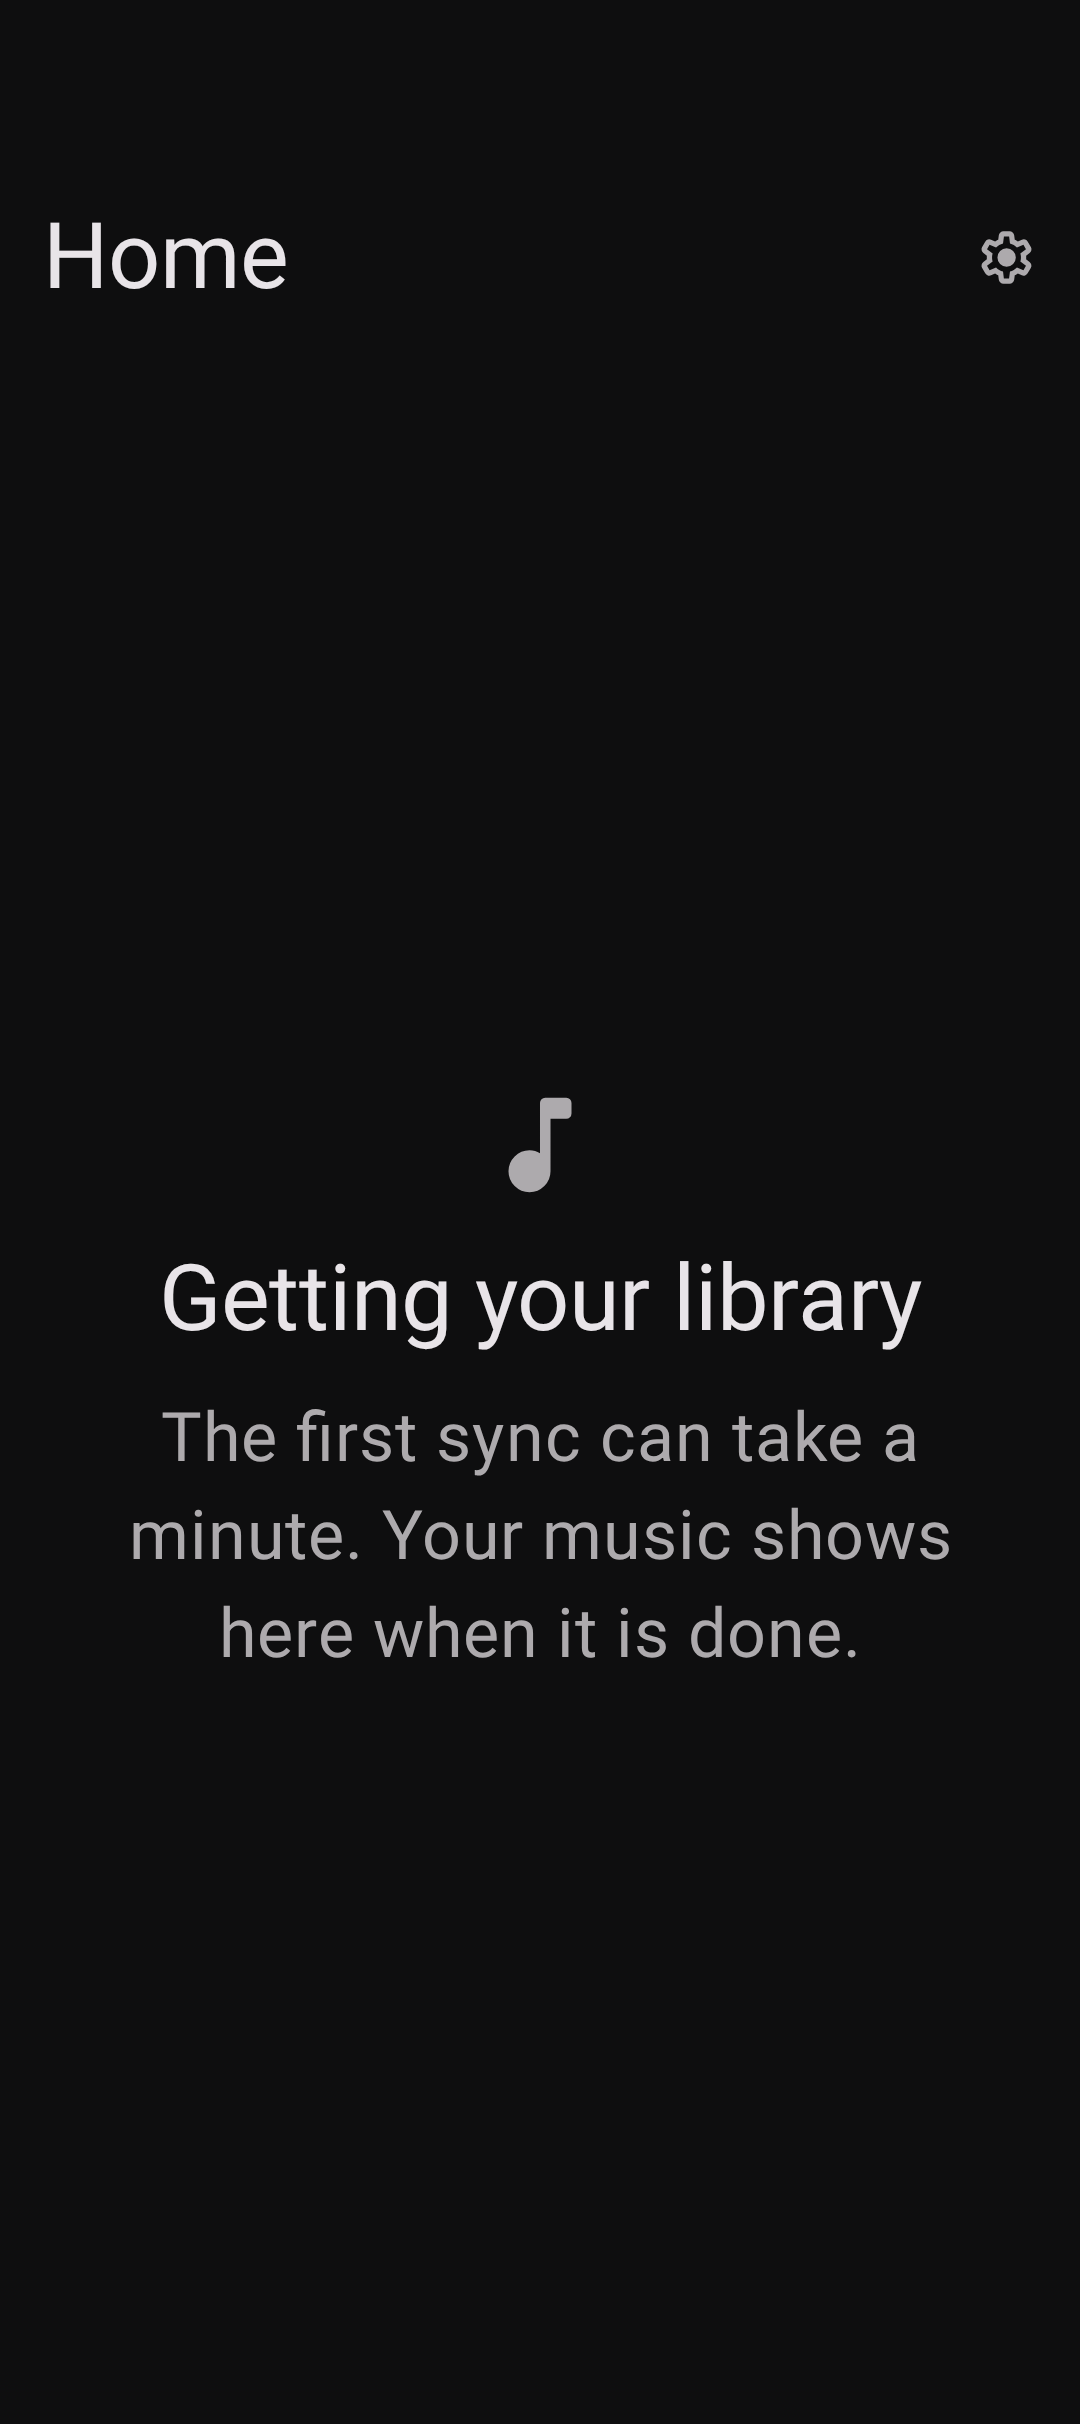 Home
Getting your library
The first sync can take a
minute. Your music shows
here when it is done.